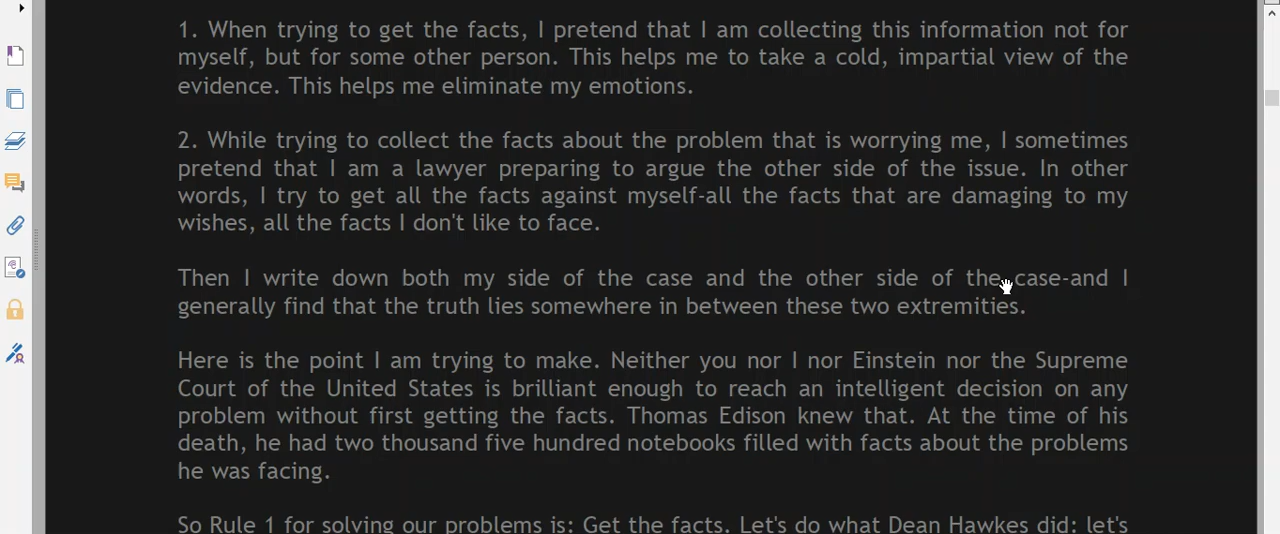 1. When trying to get the facts, I pretend that I am collecting this information not for
myself, but for some other person. This helps me to take a cold, impartial view of the
evidence. This helps me eliminate my emotions.
2. While trying to collect the facts about the problem that is worrying me, I sometimes
pretend that I am a lawyer preparing to argue the other side of the issue. In other
words, I try to get all the facts against myself-all the facts that are damaging to my
wishes, all the facts I don't like to face.
Then I write down both my side of the case and the other side of the case-and I
generally find that the truth lies somewhere in between these two extremities.
Here is the point I am trying to make. Neither you nor I nor Einstein nor the Supreme
Court of the United States is brilliant enough to reach an intelligent decision on any
problem without first getting the facts. Thomas Edison knew that. At the time of his
death, he had two thousand five hundred notebooks filled with facts about the problems
he was facing.
So Rule 1 for solving our problems is: Get the facts. Let's do what Dean Hawkes did: let's